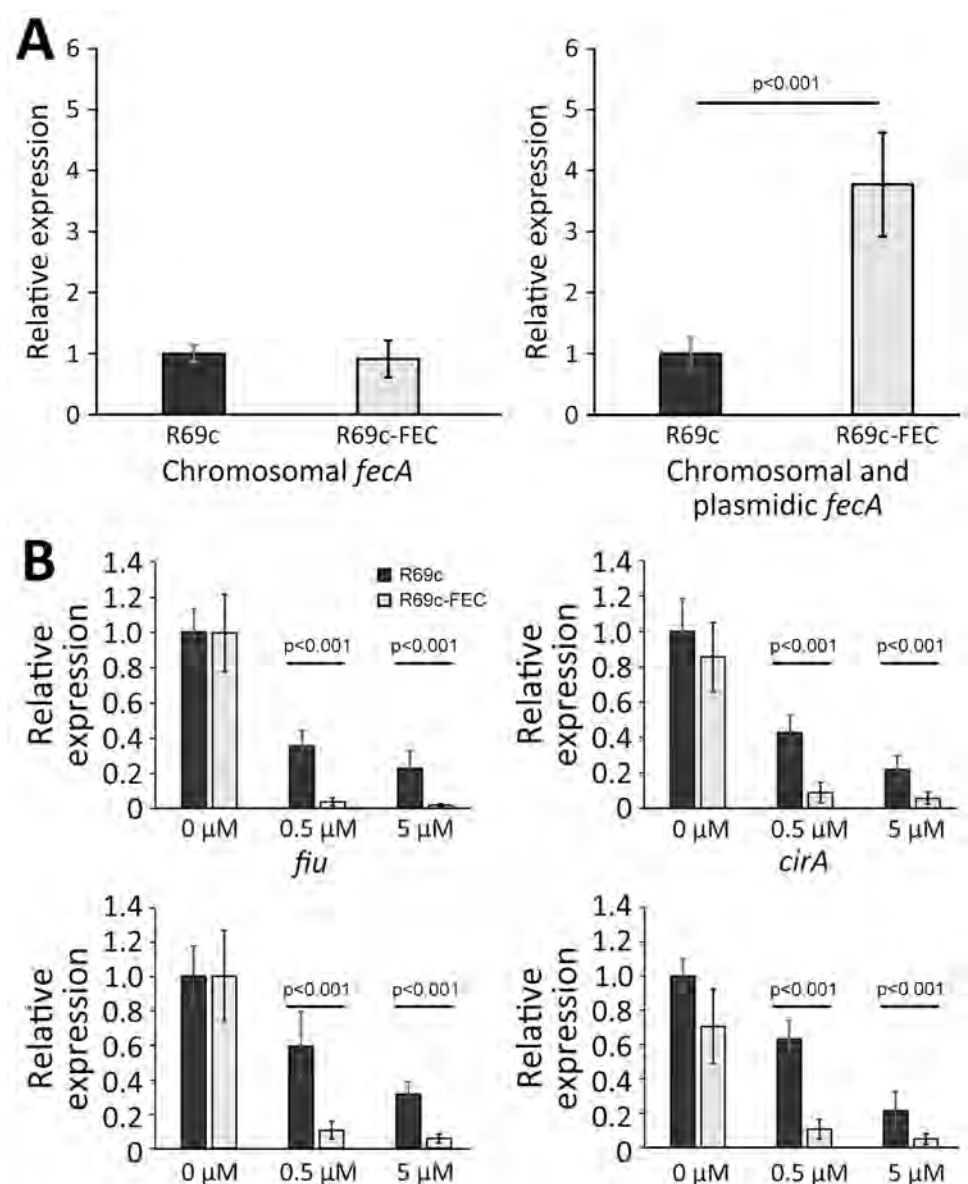 A
6
5
4
3
2
1
0
Relative expression
R69c
R69c-FEC
Chromosomal fecA
6
5
4
3
2
1
0
Relative expression
p<0.001
R69c
R69c-FEC
Chromosomal and
plasmidic fecA
B
1.4
1.2
1.0
0.8
0.6
0.4
0.2
0
Relative
expression
R69c
R69c-FEC
p<0.001
p<0.001
0 μM
0.5 μM
5 μM
fiu
1.4
1.2
1.0
0.8
0.6
0.4
0.2
0
Relative
expression
p<0.001
p<0.001
0 μM
0.5 μM
5 μM
cirA
1.4
1.2
1.0
0.8
0.6
0.4
0.2
0
Relative
expression
p<0.001
p<0.001
0 μM
0.5 μM
5 μM
1.4
1.2
1.0
0.8
0.6
0.4
0.2
0
Relative
expression
p<0.001
p<0.001
0 μM
0.5 μM
5 μM